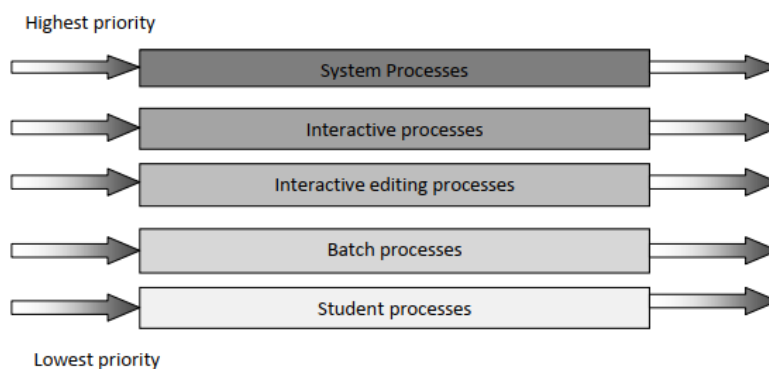 Highest priority
System Processes
Interactive processes
Interactive editing processes
Batch processes
Student processes
Lowest priority